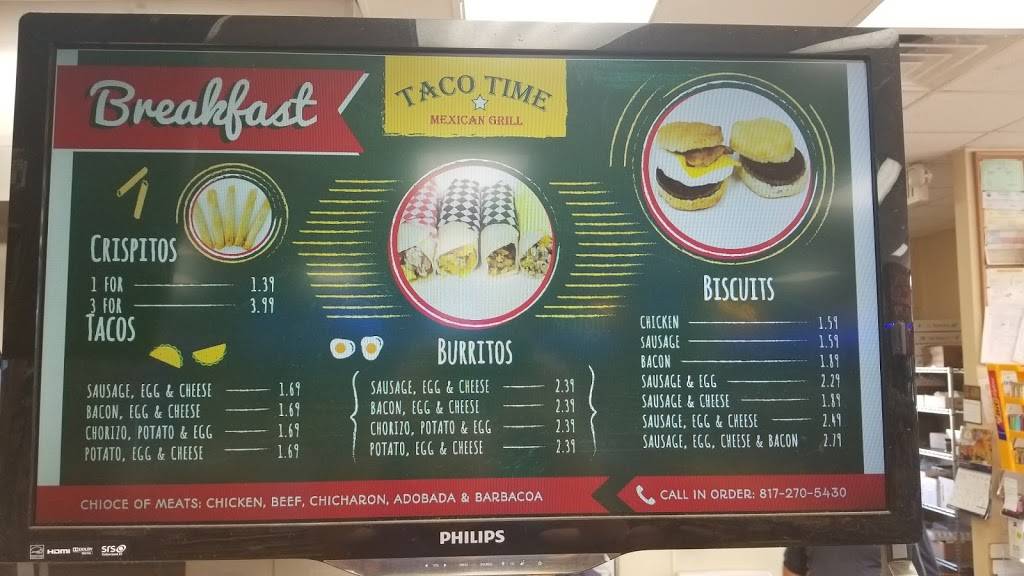 Breakfast
TACO TIME
MEXICAN GRILL
CRISPITOS
1 FOR 1.39
3 FOR 3.99
TACOS
SAUSAGE, EGG & CHEESE 1.69
BACON, EGG & CHEESE 1.69
CHORIZO, POTATO & EGG 1.69
POTATO, EGG & CHEESE 1.69
BURRITOS
SAUSAGE, EGG & CHEESE 2.39
BACON, EGG & CHEESE 2.39
CHORIZO, POTATO & EGG 2.39
POTATO, EGG & CHEESE 2.39
BISCUITS
CHICKEN 1.59
SAUSAGE 1.59
BACON 1.89
SAUSAGE & EGG 2.29
SAUSAGE & CHEESE 1.89
SAUSAGE, EGG & CHEESE 2.49
SAUSAGE, EGG, CHEESE & BACON 2.79
CHIOCE OF MEATS: CHICKEN, BEEF, CHICHARON, ADOBADA & BARBACOA
CALL IN ORDER: 817-270-5430
PHILIPS
HDMI DOLBY SRS